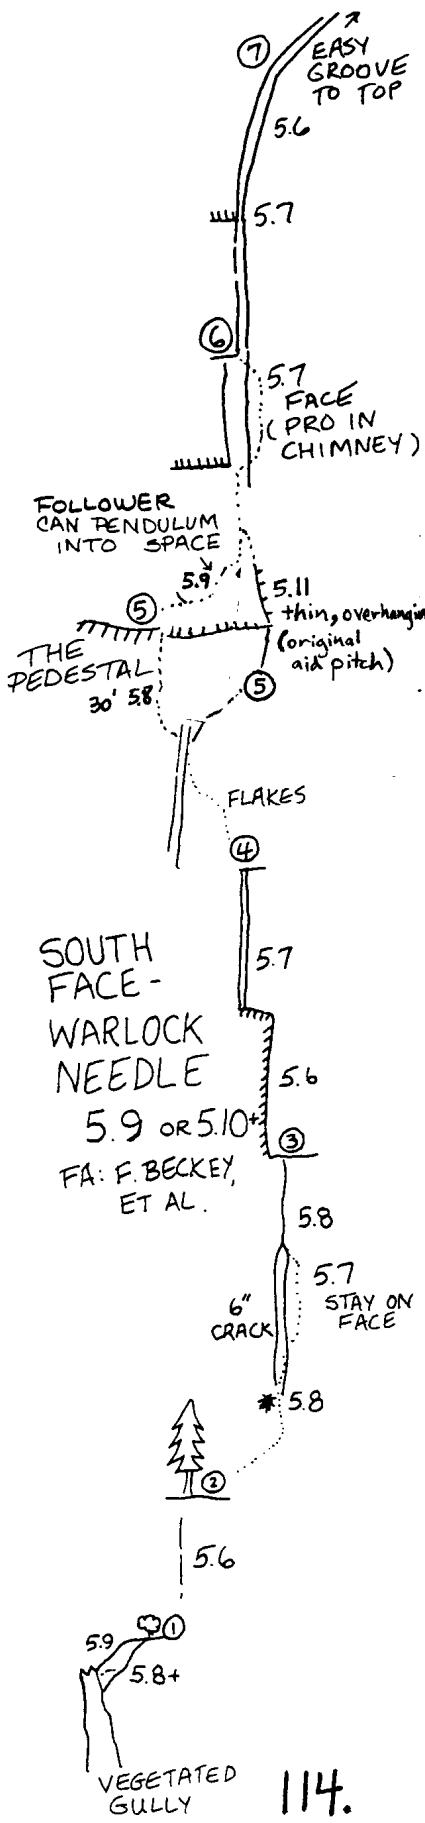 7
EASY
GROOVE
TO TOP
5.6
5.7
6
5.7
FACE
(PRO IN
CHIMNEY)
FOLLOWER
CAN PENDULUM
INTO SPACE
5.9
5
5.11
thin, overhangin
(original
aid pitch)
THE
PEDESTAL
30' 5.8
5
FLAKES
4
5.7
SOUTH
FACE -
WARLOCK
NEEDLE
5.9 OR 5.10+
FA: F. BECKEY,
ET AL.
5.6
3
5.8
5.7
STAY ON
FACE
6"
CRACK
* 5.8
2
5.6
1
5.9
5.8+
VEGETATED
GULLY
114.